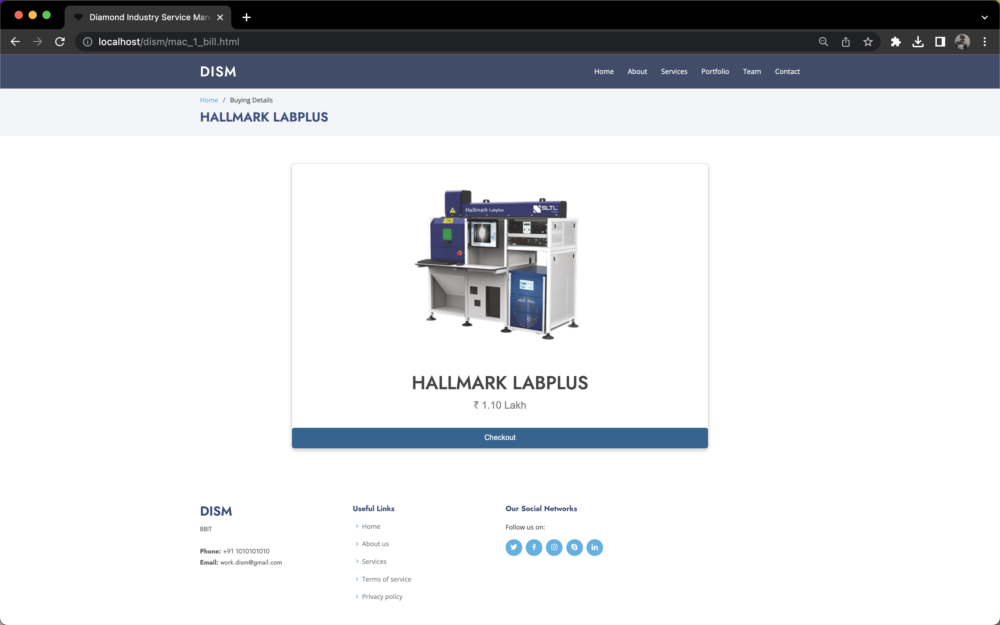 Diamond Industry Service Man
localhost/dism/mac_1_bill.html
DISM
Home About Services Portfolio Team Contact
Home / Buying Details
HALLMARK LABPLUS
Hallmark Labplus
SLTL
Group
HALLMARK LABPLUS
₹ 1.10 Lakh
Checkout
DISM
BBIT
Phone: +91 1010101010
Email: work.dism@gmail.com
Useful Links
Home
About us
Services
Terms of service
Privacy policy
Our Social Networks
Follow us on: